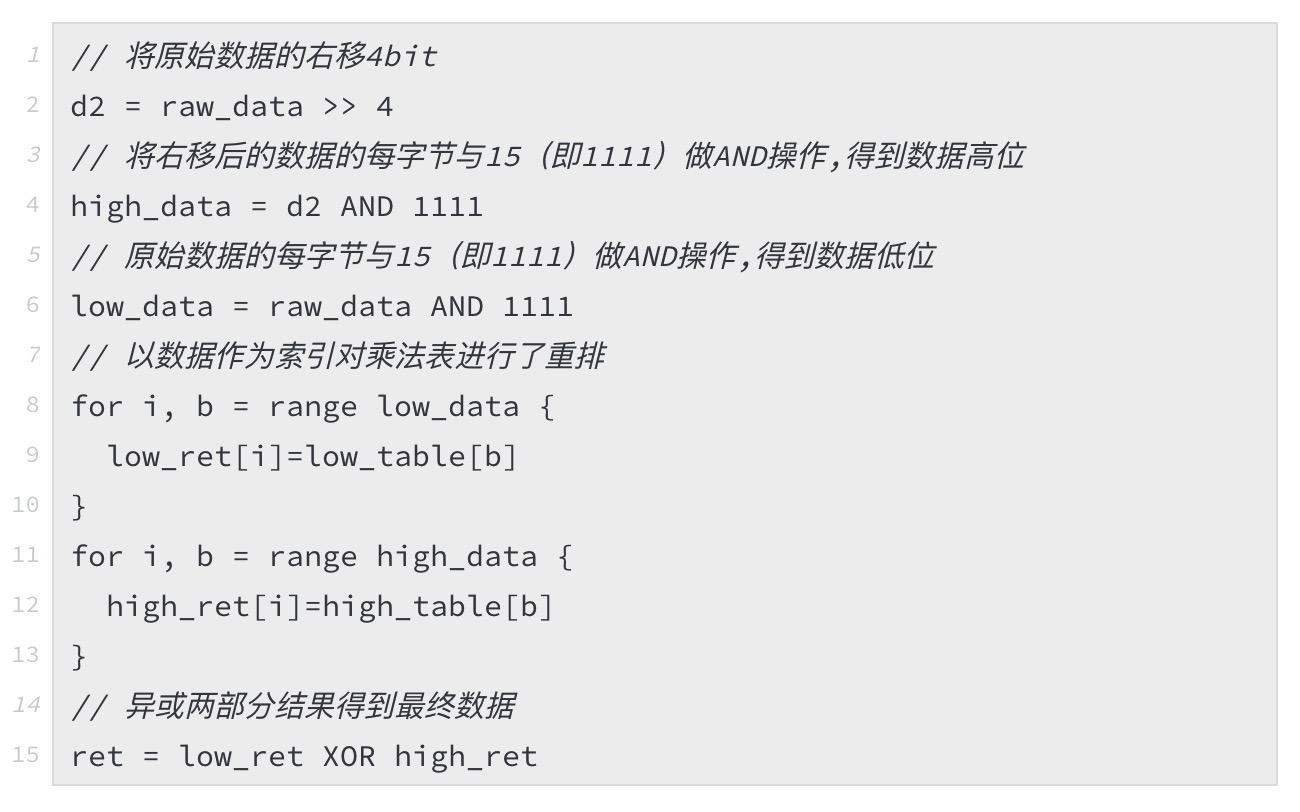 1 // 将原始数据的右移4bit
2 d2 = raw_data >> 4
3 // 将右移后的数据的每字节与15（即1111）做AND操作,得到数据高位
4 high_data = d2 AND 1111
5 // 原始数据的每字节与15（即1111）做AND操作,得到数据低位
6 low_data = raw_data AND 1111
7 // 以数据作为索引对乘法表进行了重排
8 for i, b = range low_data {
9   low_ret[i]=low_table[b]
10 }
11 for i, b = range high_data {
12   high_ret[i]=high_table[b]
13 }
14 // 异或两部分结果得到最终数据
15 ret = low_ret XOR high_ret